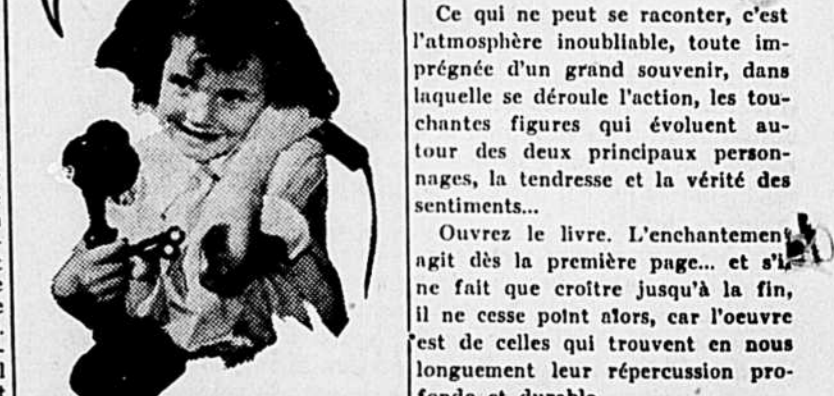 Ce qui ne peut se raconter, c'est
l'atmosphère inoubliable, toute im-
prégnée d'un grand souvenir, dans
laquelle se déroule l'action, les tou-
chantes figures qui évoluent au-
tour des deux principaux person-
nages, la tendresse et la vérité des
sentiments...
Ouvrez le livre. L'enchantement
agit dès la première page... et s'i
ne fait que croître jusqu'à la fin,
il ne cesse point alors, car l'oeuvre
est de celles qui trouvent en nous
longuement leur répercussion pro-
fonde et durable